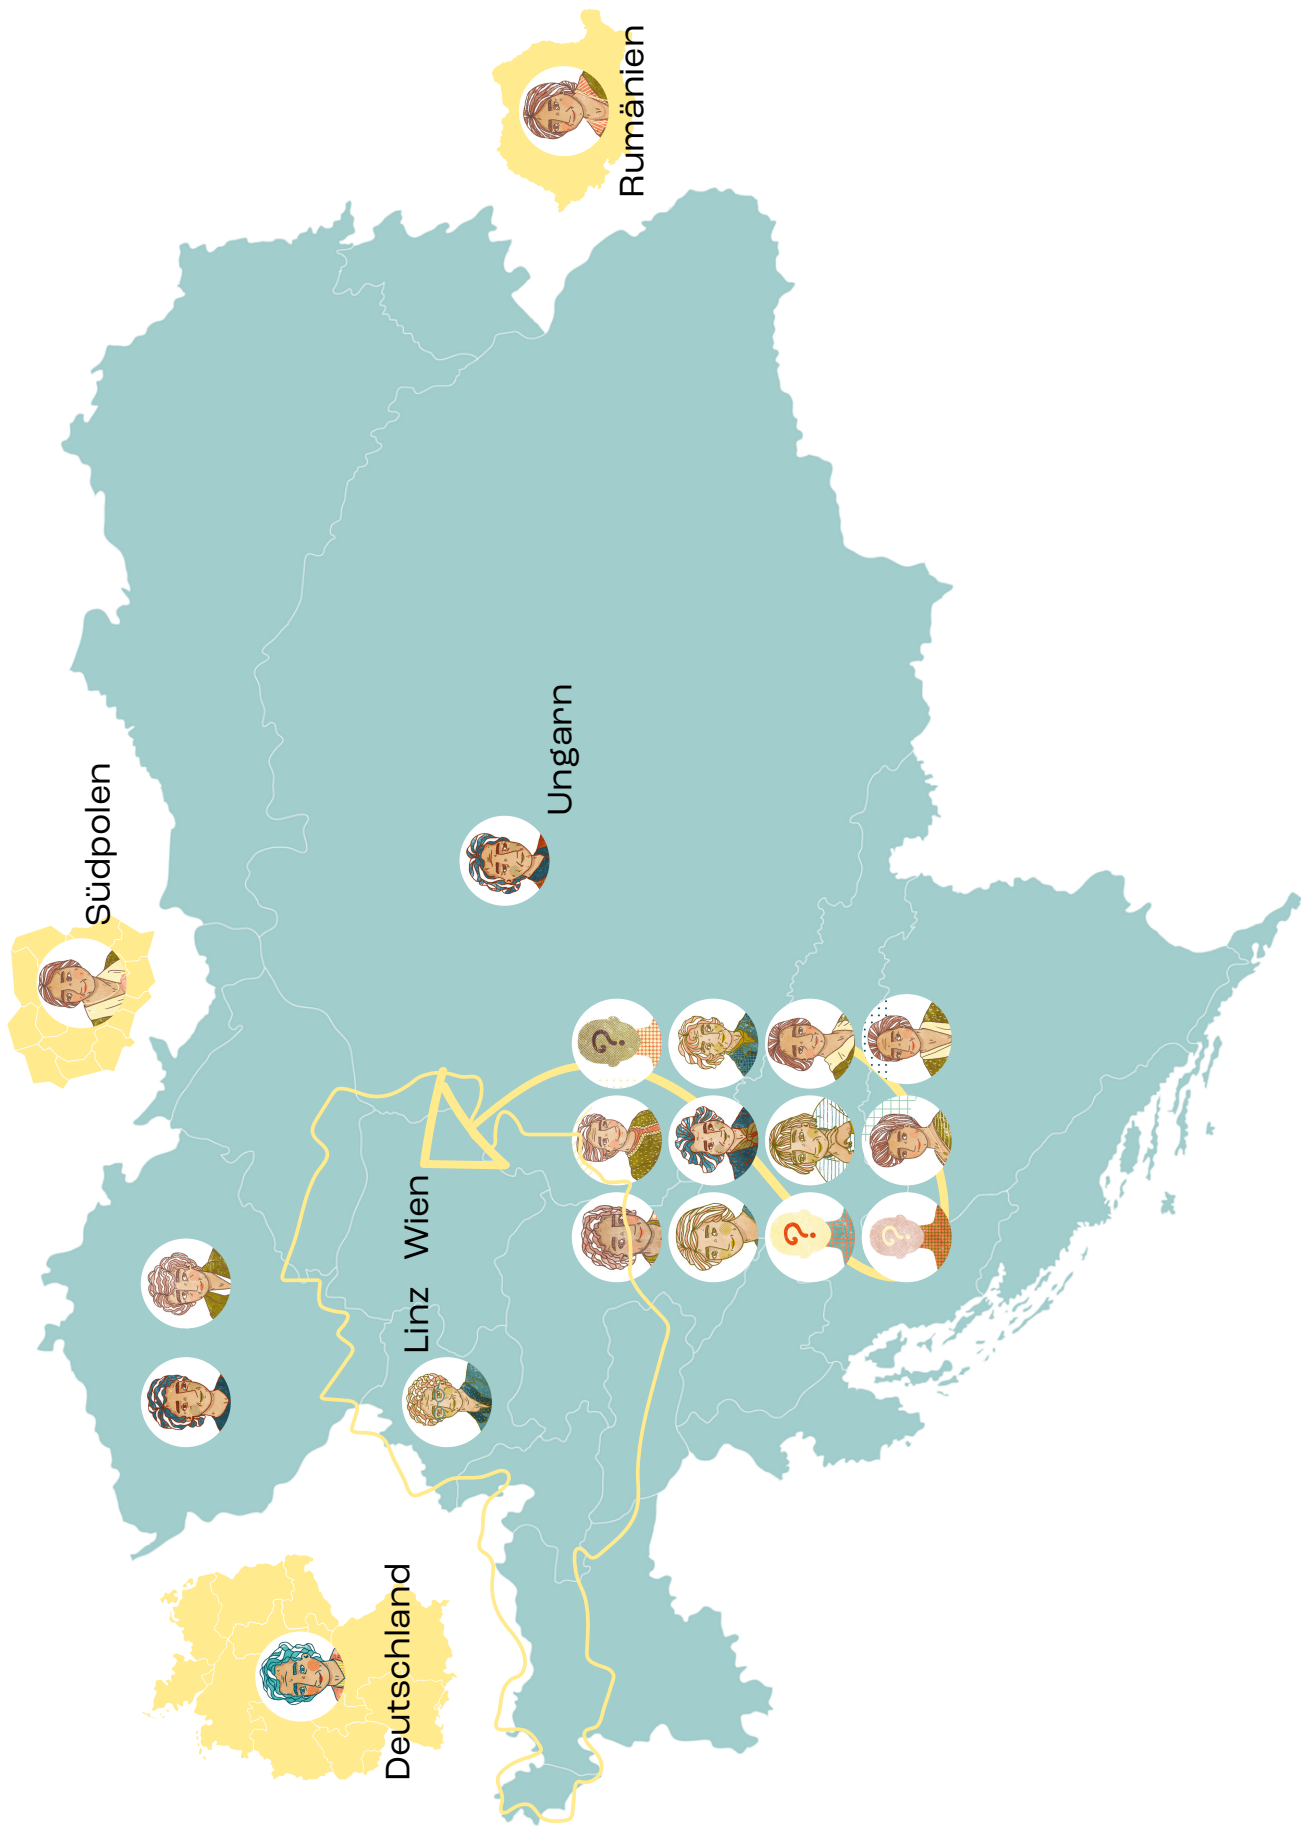 Südpolen
Rumänien
Deutschland
Linz
Wien
Ungarn
?
?
?